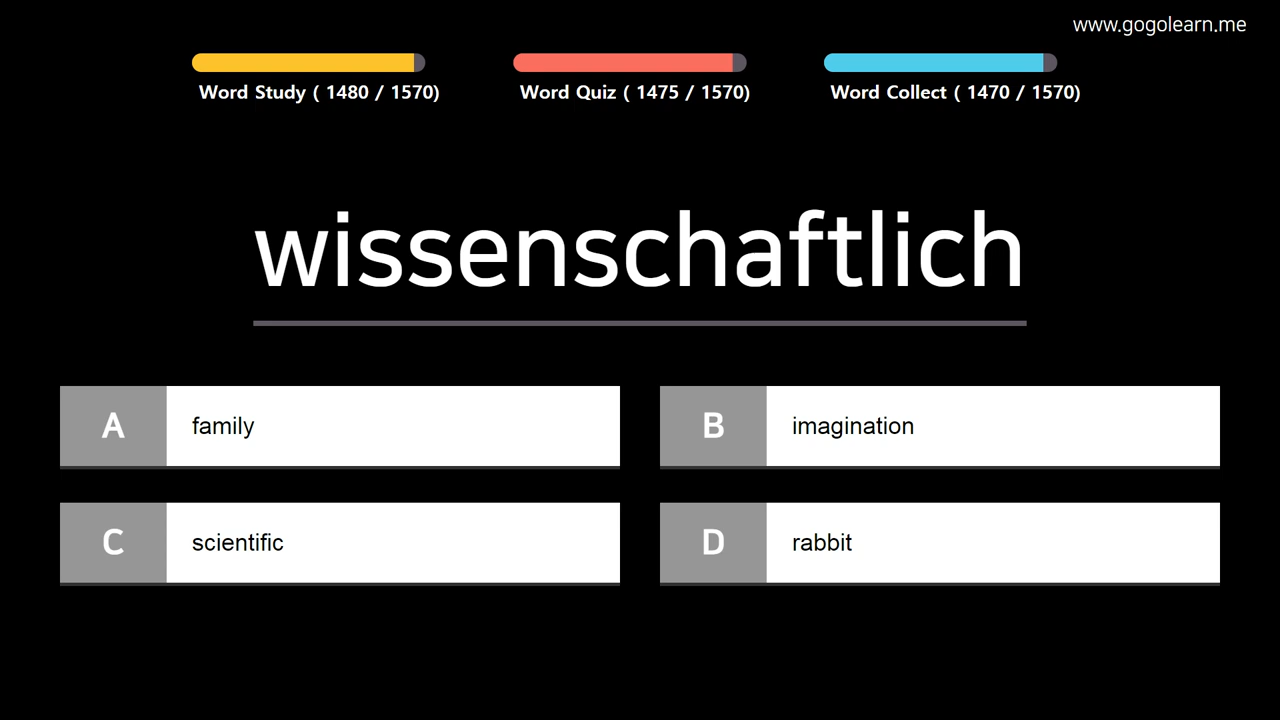 www.gogolearn.me
Word Study ( 1480 / 1570)
Word Quiz ( 1475 / 1570)
Word Collect ( 1470 / 1570)
wissenschaftlich
A family
B imagination
C scientific
D rabbit